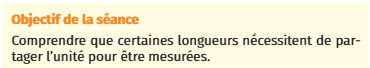 Objectif de la séance
Comprendre que certaines longueurs nécessitent de par-
tager l'unité pour être mesurées.